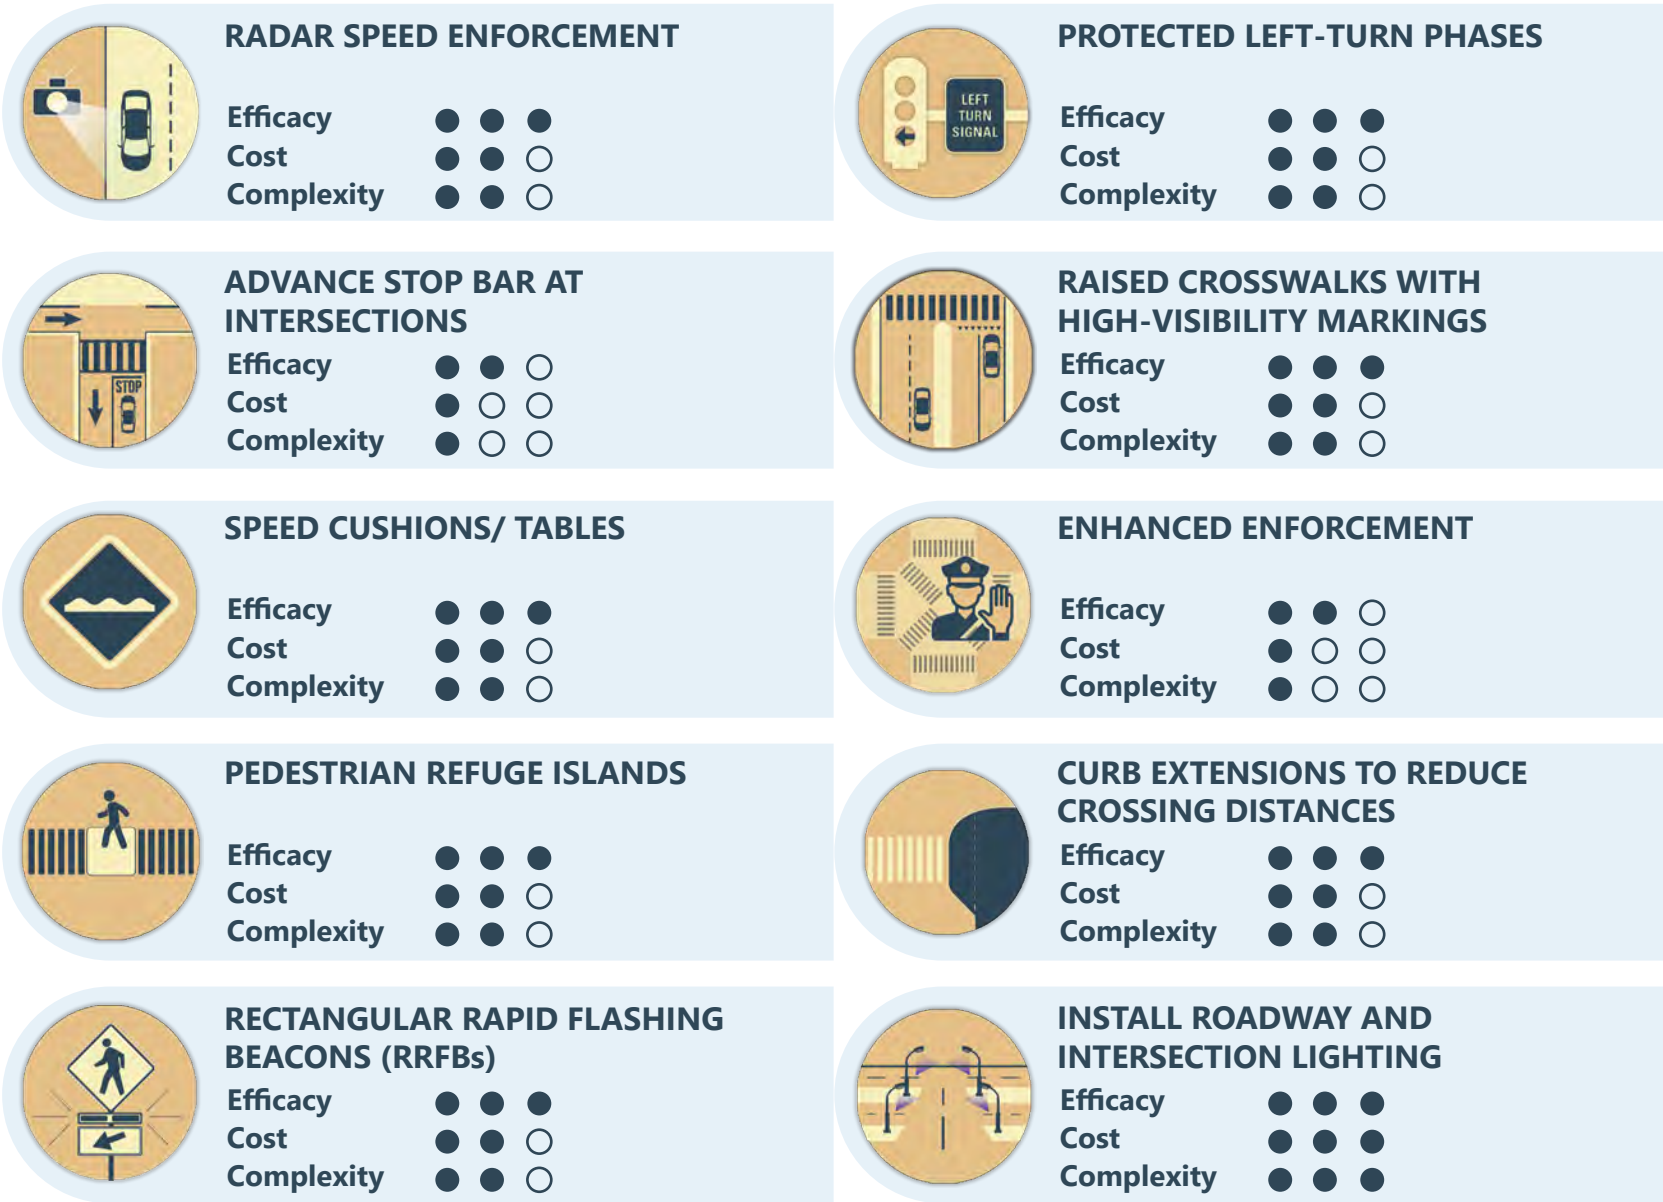 RADAR SPEED ENFORCEMENT
Efficacy
Cost
Complexity
PROTECTED LEFT-TURN PHASES
LEFT
TURN
SIGNAL
Efficacy
Cost
Complexity
ADVANCE STOP BAR AT
INTERSECTIONS
STOP
Efficacy
Cost
Complexity
RAISED CROSSWALKS WITH
HIGH-VISIBILITY MARKINGS
Efficacy
Cost
Complexity
SPEED CUSHIONS/ TABLES
Efficacy
Cost
Complexity
ENHANCED ENFORCEMENT
Efficacy
Cost
Complexity
PEDESTRIAN REFUGE ISLANDS
Efficacy
Cost
Complexity
CURB EXTENSIONS TO REDUCE
CROSSING DISTANCES
Efficacy
Cost
Complexity
RECTANGULAR RAPID FLASHING
BEACONS (RRFBs)
Efficacy
Cost
Complexity
INSTALL ROADWAY AND
INTERSECTION LIGHTING
Efficacy
Cost
Complexity